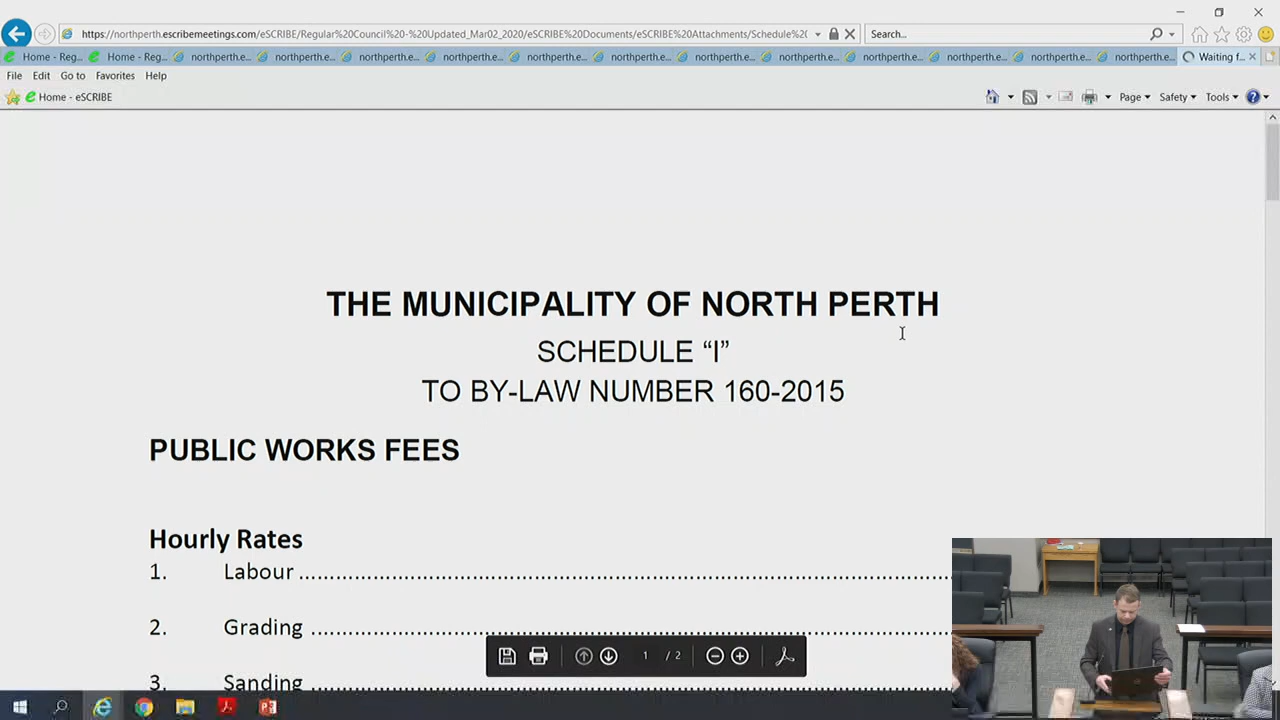 https://northperth.escribemeetings.com/eSCRIBE/Regular%20Council%20-%20Updated_Mar02_2020/eSCRIBE%20Documents/eSCRIBE%20Attachments/Schedule%2(
Search...
Home - Reg...
Home - Reg...
northperth.e...
northperth.e...
northperth.e...
northperth.e...
northperth.e...
northperth.e...
northperth.e...
northperth.e...
northperth.e...
northperth.e...
northperth.e...
northperth.e...
Waiting f...
File Edit Go to Favorites Help
Home - eSCRIBE
Page Safety Tools
THE MUNICIPALITY OF NORTH PERTH
SCHEDULE “I”
TO BY-LAW NUMBER 160-2015
PUBLIC WORKS FEES
Hourly Rates
1. Labour
2. Grading
3. Sanding
1 / 2